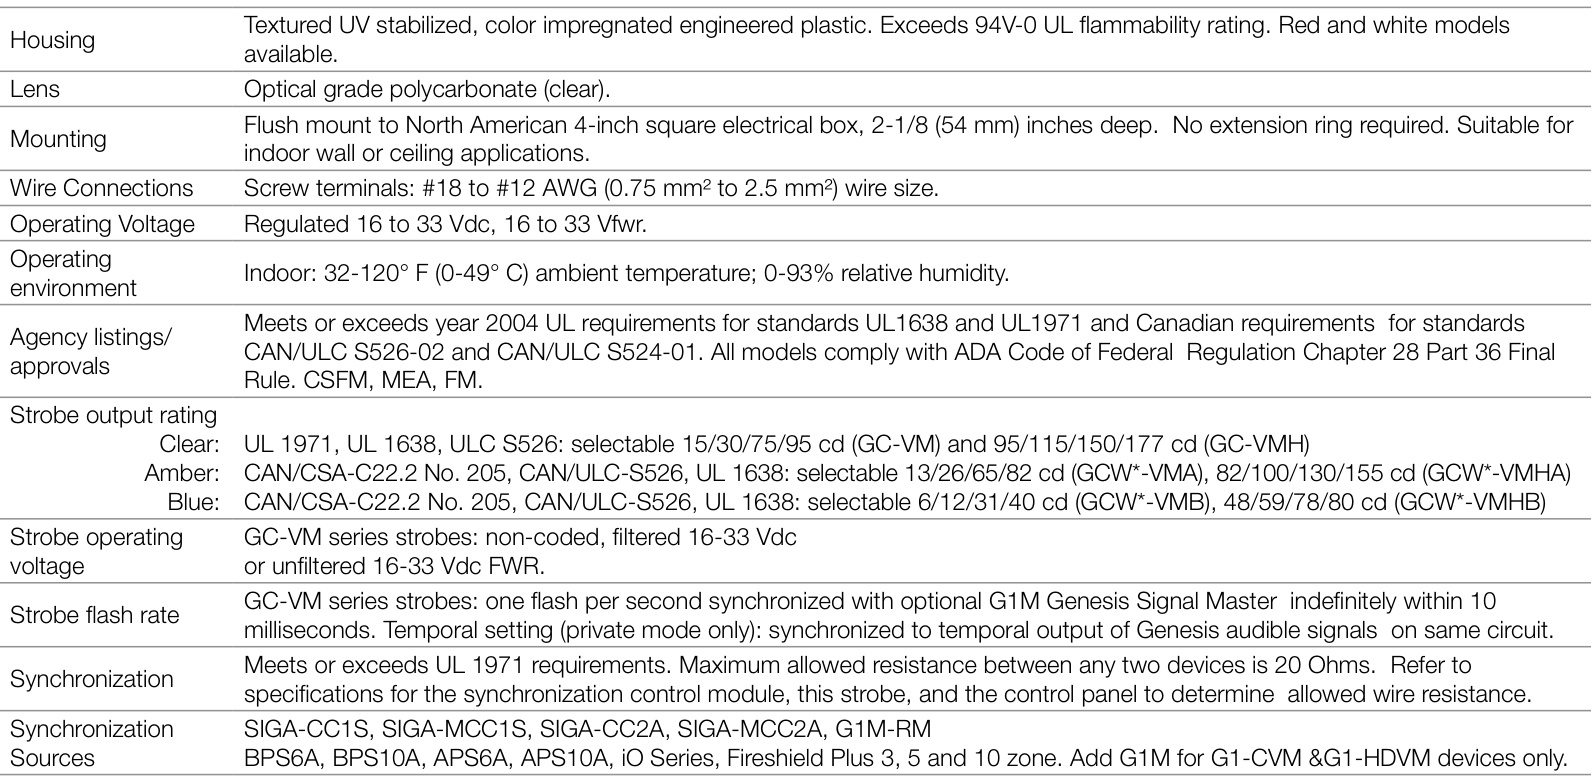 Housing
Textured UV stabilized, color impregnated engineered plastic. Exceeds 94V-0 UL flammability rating. Red and white models
available.
Lens
Optical grade polycarbonate (clear).
Mounting
Flush mount to North American 4-inch square electrical box, 2-1/8 (54 mm) inches deep.  No extension ring required. Suitable for
indoor wall or ceiling applications.
Wire Connections
Screw terminals: #18 to #12 AWG (0.75 mm² to 2.5 mm²) wire size.
Operating Voltage
Regulated 16 to 33 Vdc, 16 to 33 Vfwr.
Operating
environment
Indoor: 32-120° F (0-49° C) ambient temperature; 0-93% relative humidity.
Agency listings/
approvals
Meets or exceeds year 2004 UL requirements for standards UL1638 and UL1971 and Canadian requirements  for standards
CAN/ULC S526-02 and CAN/ULC S524-01. All models comply with ADA Code of Federal  Regulation Chapter 28 Part 36 Final
Rule. CSFM, MEA, FM.
Strobe output rating
Clear: UL 1971, UL 1638, ULC S526: selectable 15/30/75/95 cd (GC-VM) and 95/115/150/177 cd (GC-VMH)
Amber: CAN/CSA-C22.2 No. 205, CAN/ULC-S526, UL 1638: selectable 13/26/65/82 cd (GCW*-VMA), 82/100/130/155 cd (GCW*-VMHA)
Blue: CAN/CSA-C22.2 No. 205, CAN/ULC-S526, UL 1638: selectable 6/12/31/40 cd (GCW*-VMB), 48/59/78/80 cd (GCW*-VMHB)
Strobe operating
voltage
GC-VM series strobes: non-coded, filtered 16-33 Vdc
or unfiltered 16-33 Vdc FWR.
Strobe flash rate
GC-VM series strobes: one flash per second synchronized with optional G1M Genesis Signal Master  indefinitely within 10
milliseconds. Temporal setting (private mode only): synchronized to temporal output of Genesis audible signals  on same circuit.
Synchronization
Meets or exceeds UL 1971 requirements. Maximum allowed resistance between any two devices is 20 Ohms.  Refer to
specifications for the synchronization control module, this strobe, and the control panel to determine  allowed wire resistance.
Synchronization
Sources
SIGA-CC1S, SIGA-MCC1S, SIGA-CC2A, SIGA-MCC2A, G1M-RM
BPS6A, BPS10A, APS6A, APS10A, iO Series, Fireshield Plus 3, 5 and 10 zone. Add G1M for G1-CVM &G1-HDVM devices only.